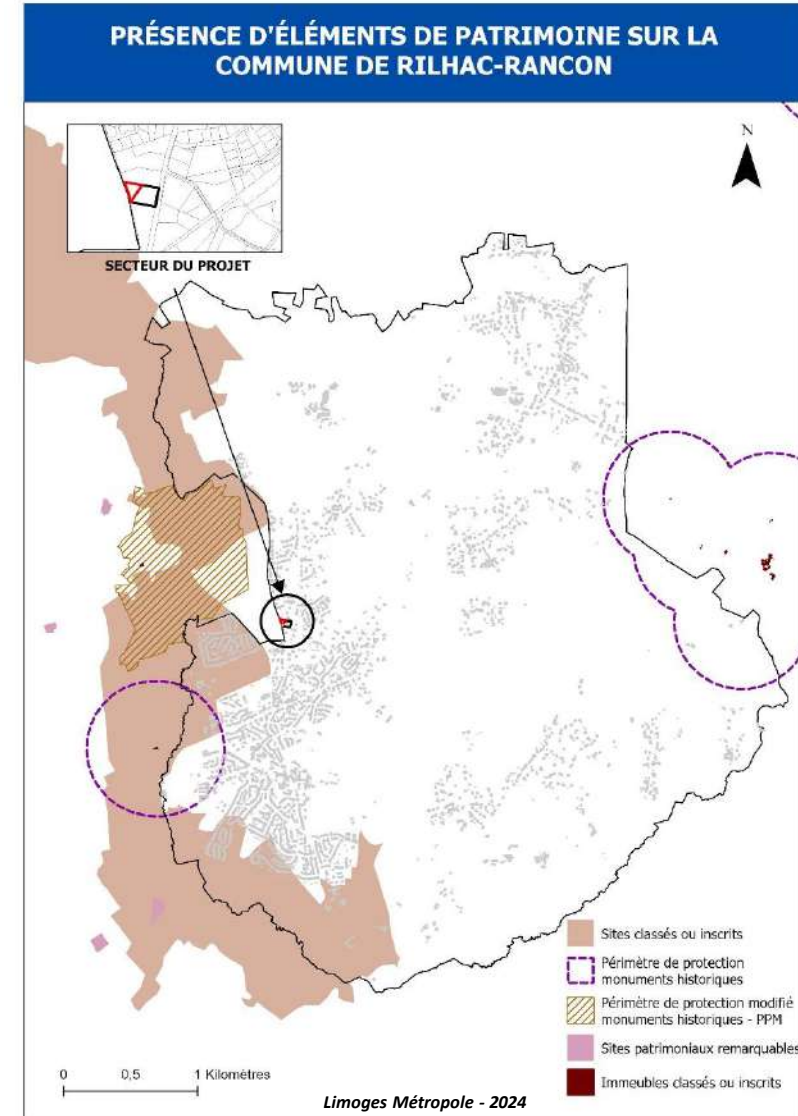 PRÉSENCE D'ÉLÉMENTS DE PATRIMOINE SUR LA
COMMUNE DE RILHAC-RANCON
N
SECTEUR DU PROJET
Sites classés ou inscrits
Périmètre de protection
monuments historiques
Périmètre de protection modifié
monuments historiques - PPM
Sites patrimoniaux remarquables
Immeubles classés ou inscrits
0 0,5 1 Kilomètres
Limoges Métropole - 2024